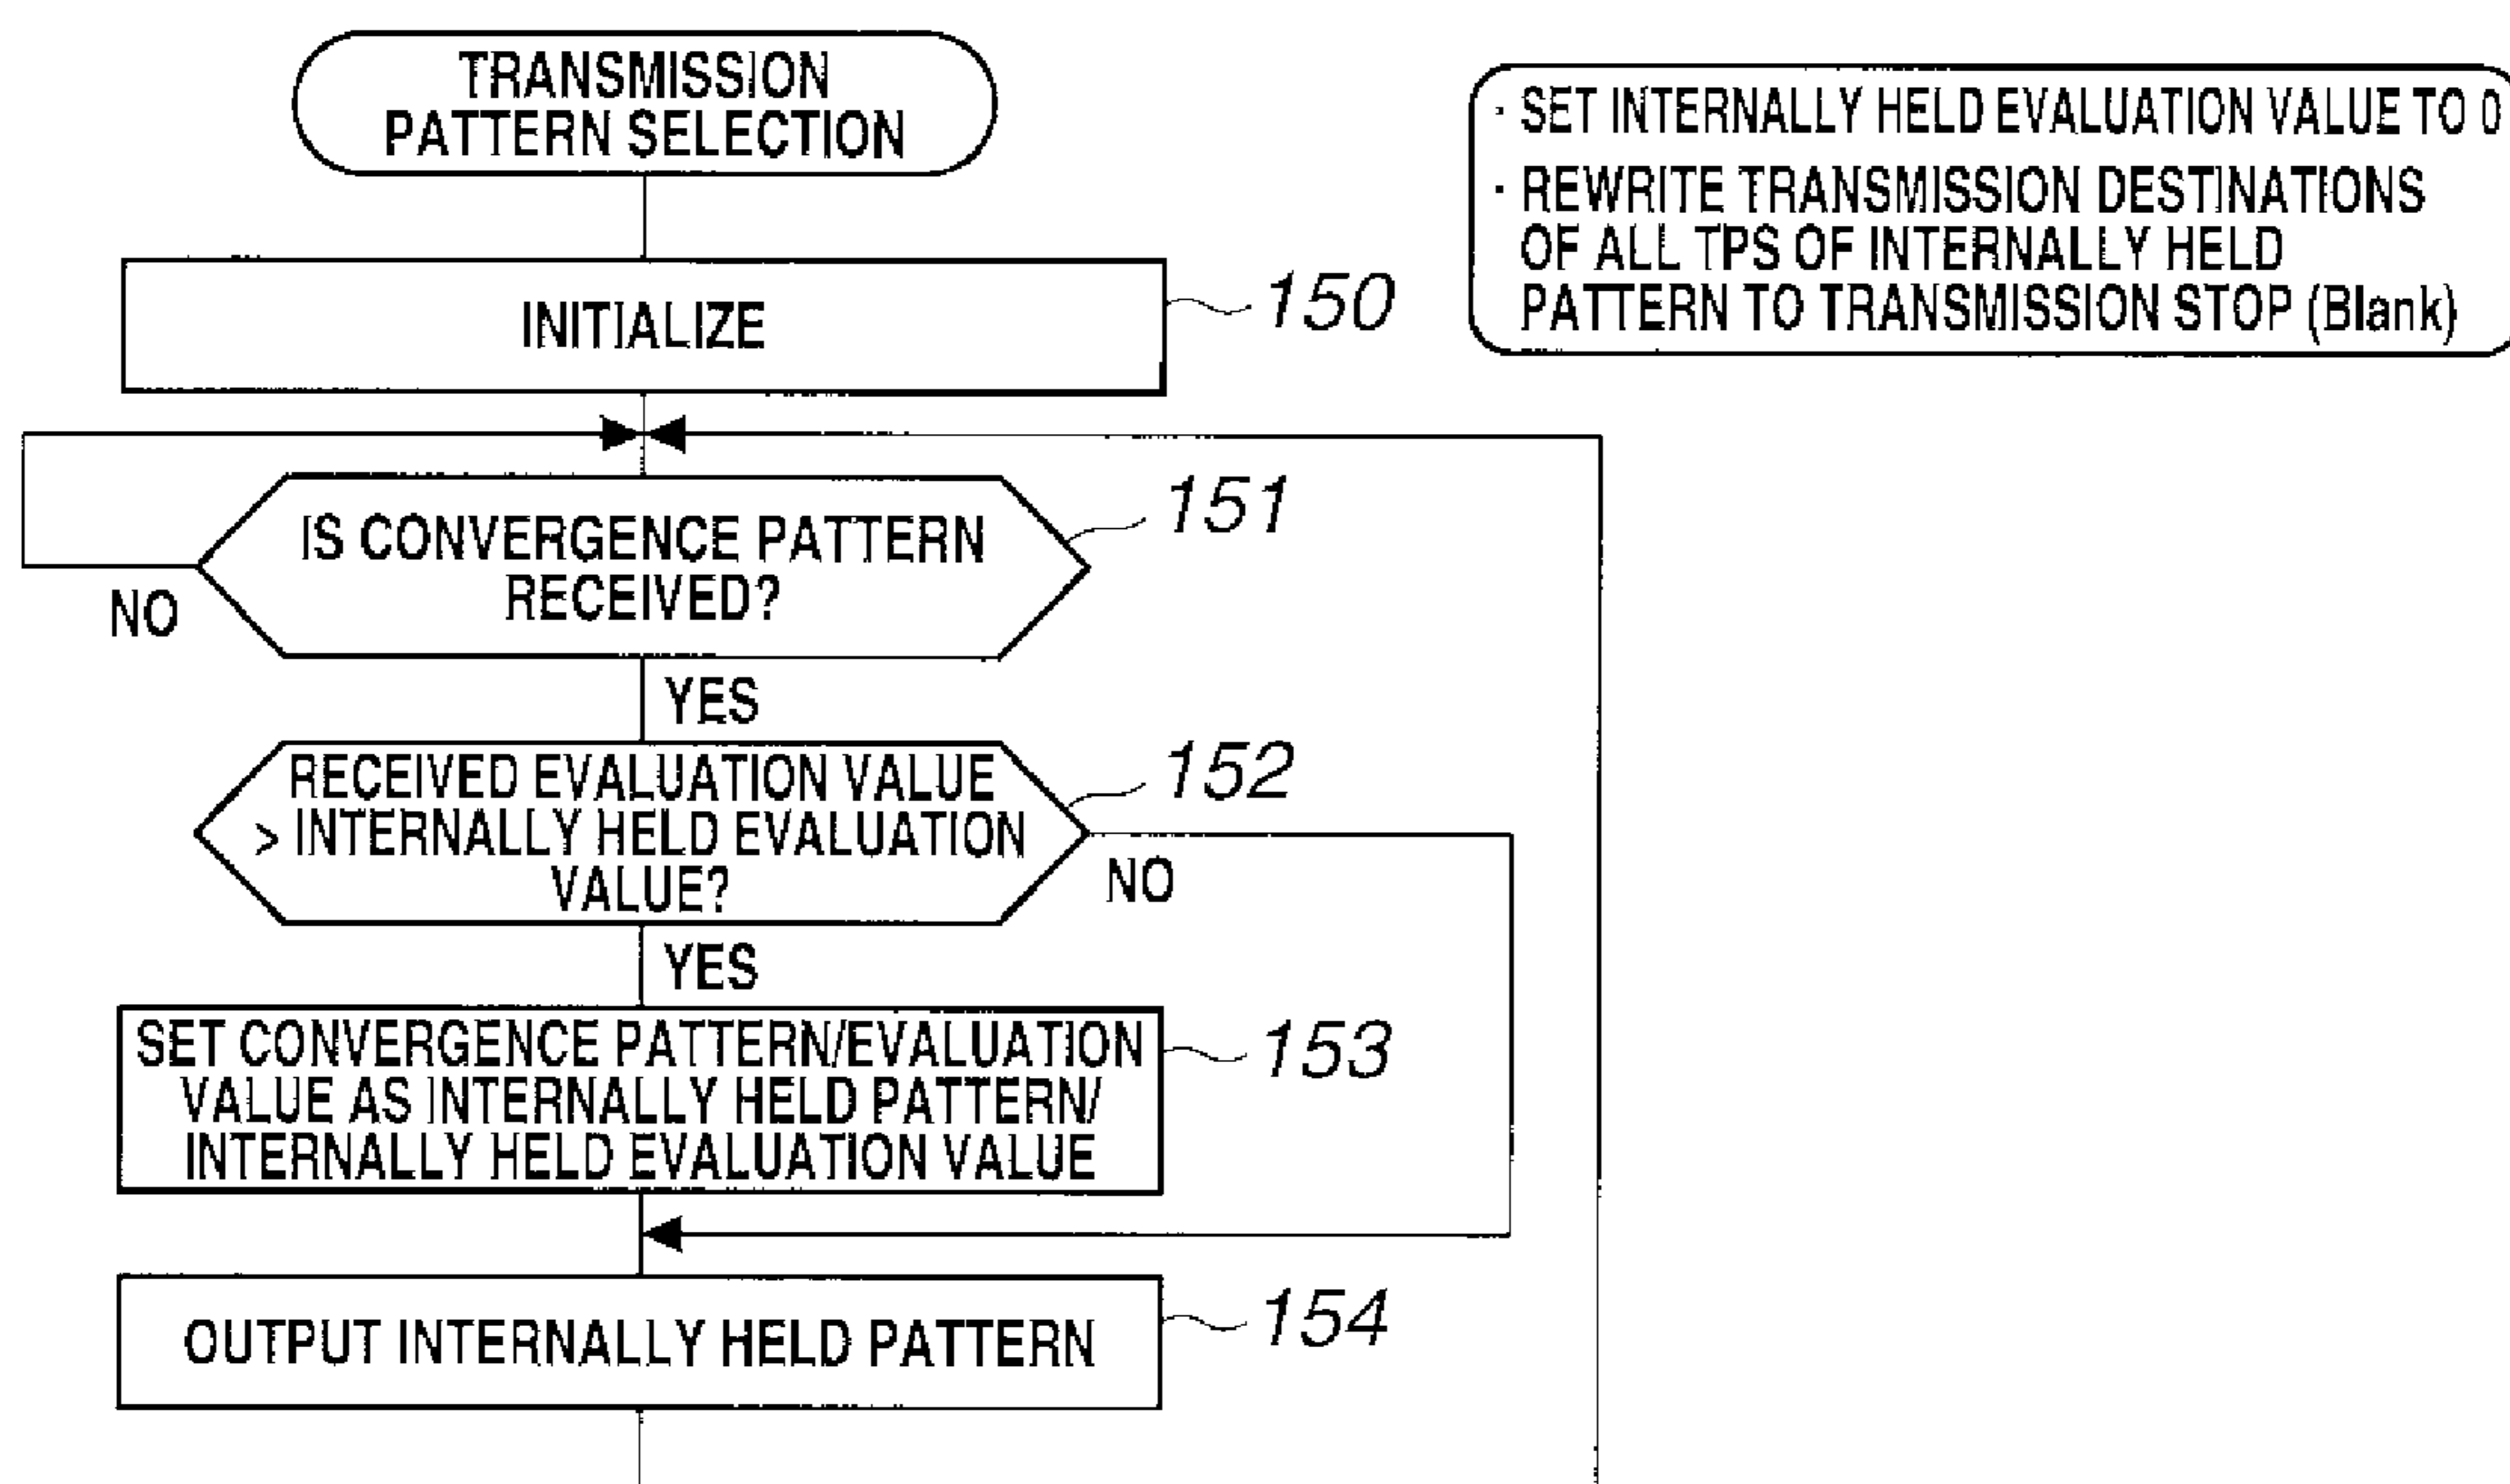 TRANSMISSION
PATTERN SELECTION
· SET INTERNALLY HELD EVALUATION VALUE TO 0
· REWRITE TRANSMISSION DESTINATIONS
OF ALL TPS OF INTERNALLY HELD
PATTERN TO TRANSMISSION STOP (Blank)
INITIALIZE
150
IS CONVERGENCE PATTERN
RECEIVED?
151
NO
YES
RECEIVED EVALUATION VALUE
> INTERNALLY HELD EVALUATION
VALUE?
152
NO
YES
SET CONVERGENCE PATTERN/EVALUATION
VALUE AS INTERNALLY HELD PATTERN/
INTERNALLY HELD EVALUATION VALUE
153
OUTPUT INTERNALLY HELD PATTERN
154